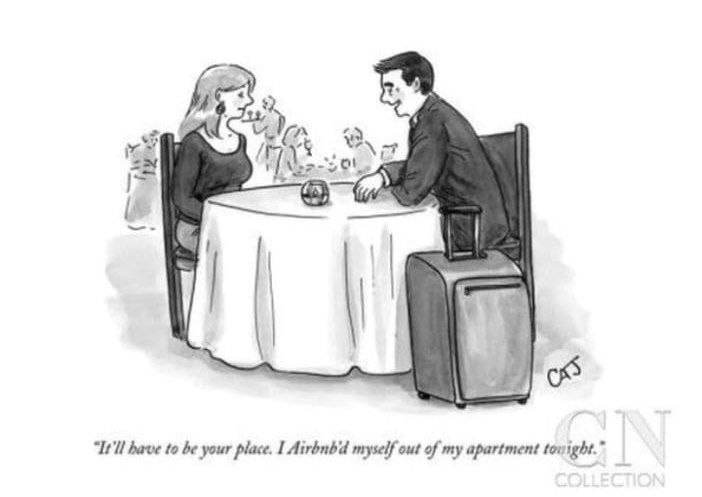 CAJ
"It'll have to be your place. I Airbnb'd myself out of my apartment tonight."
CN
COLLECTION